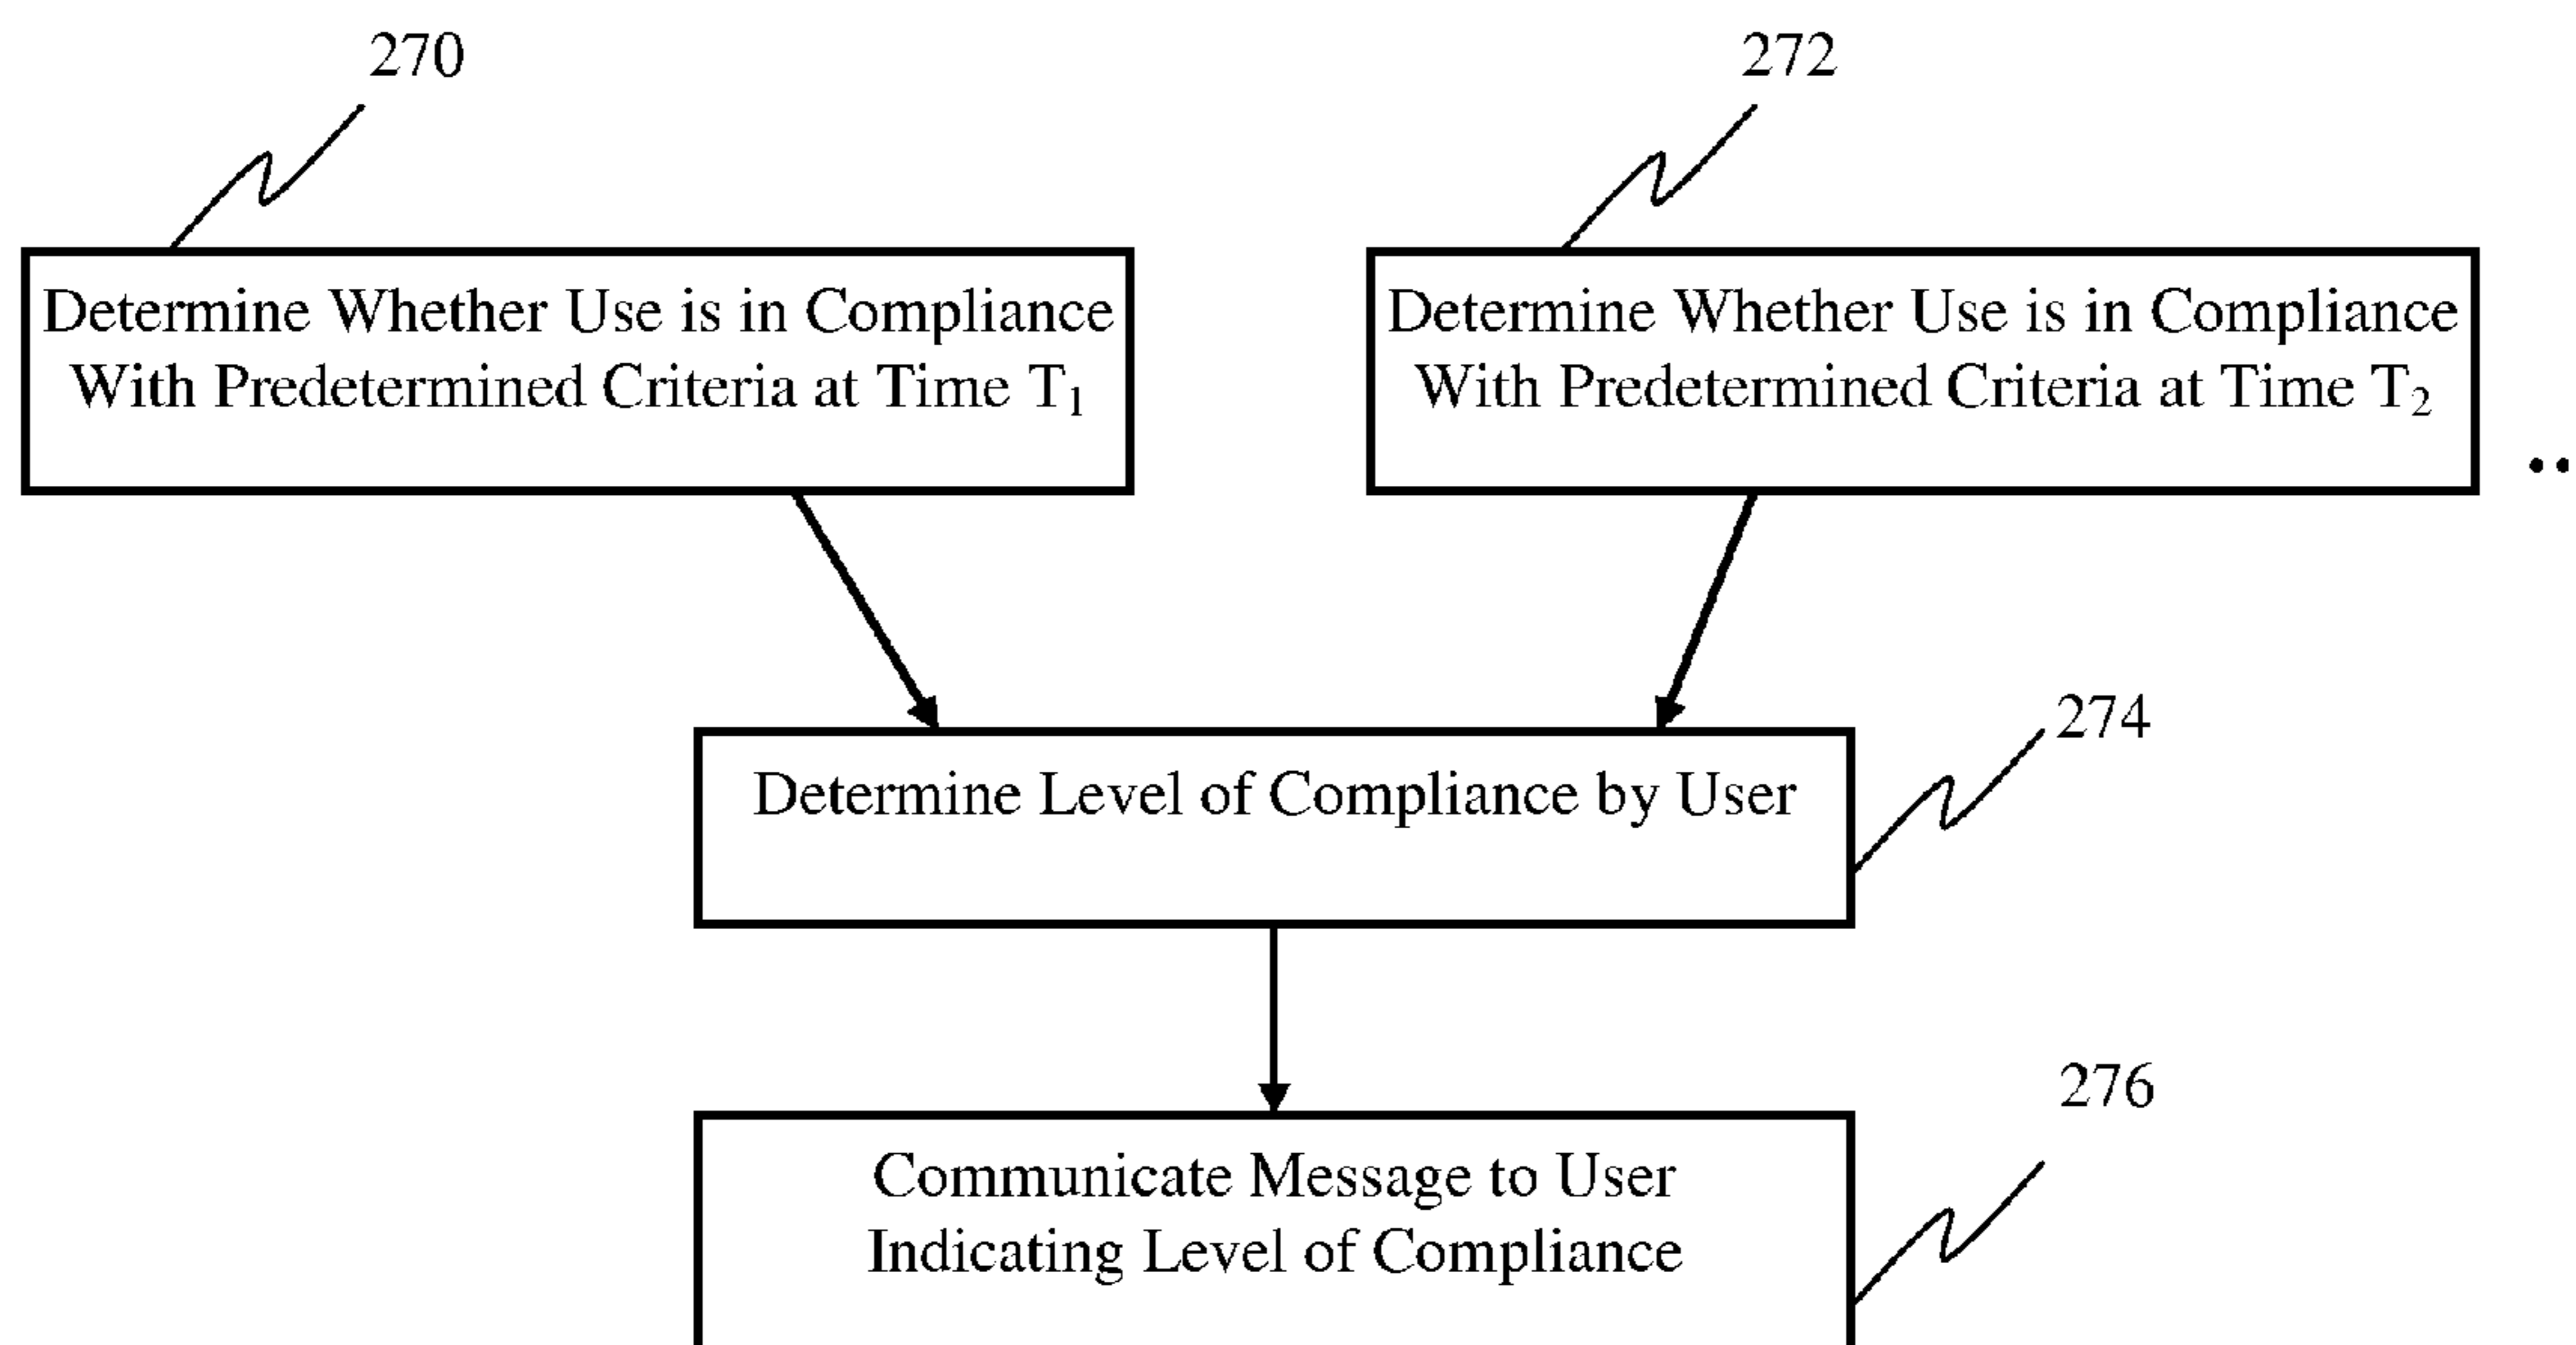 270
272
Determine Whether Use is in Compliance
With Predetermined Criteria at Time T₁
Determine Whether Use is in Compliance
With Predetermined Criteria at Time T₂
..
274
Determine Level of Compliance by User
276
Communicate Message to User
Indicating Level of Compliance